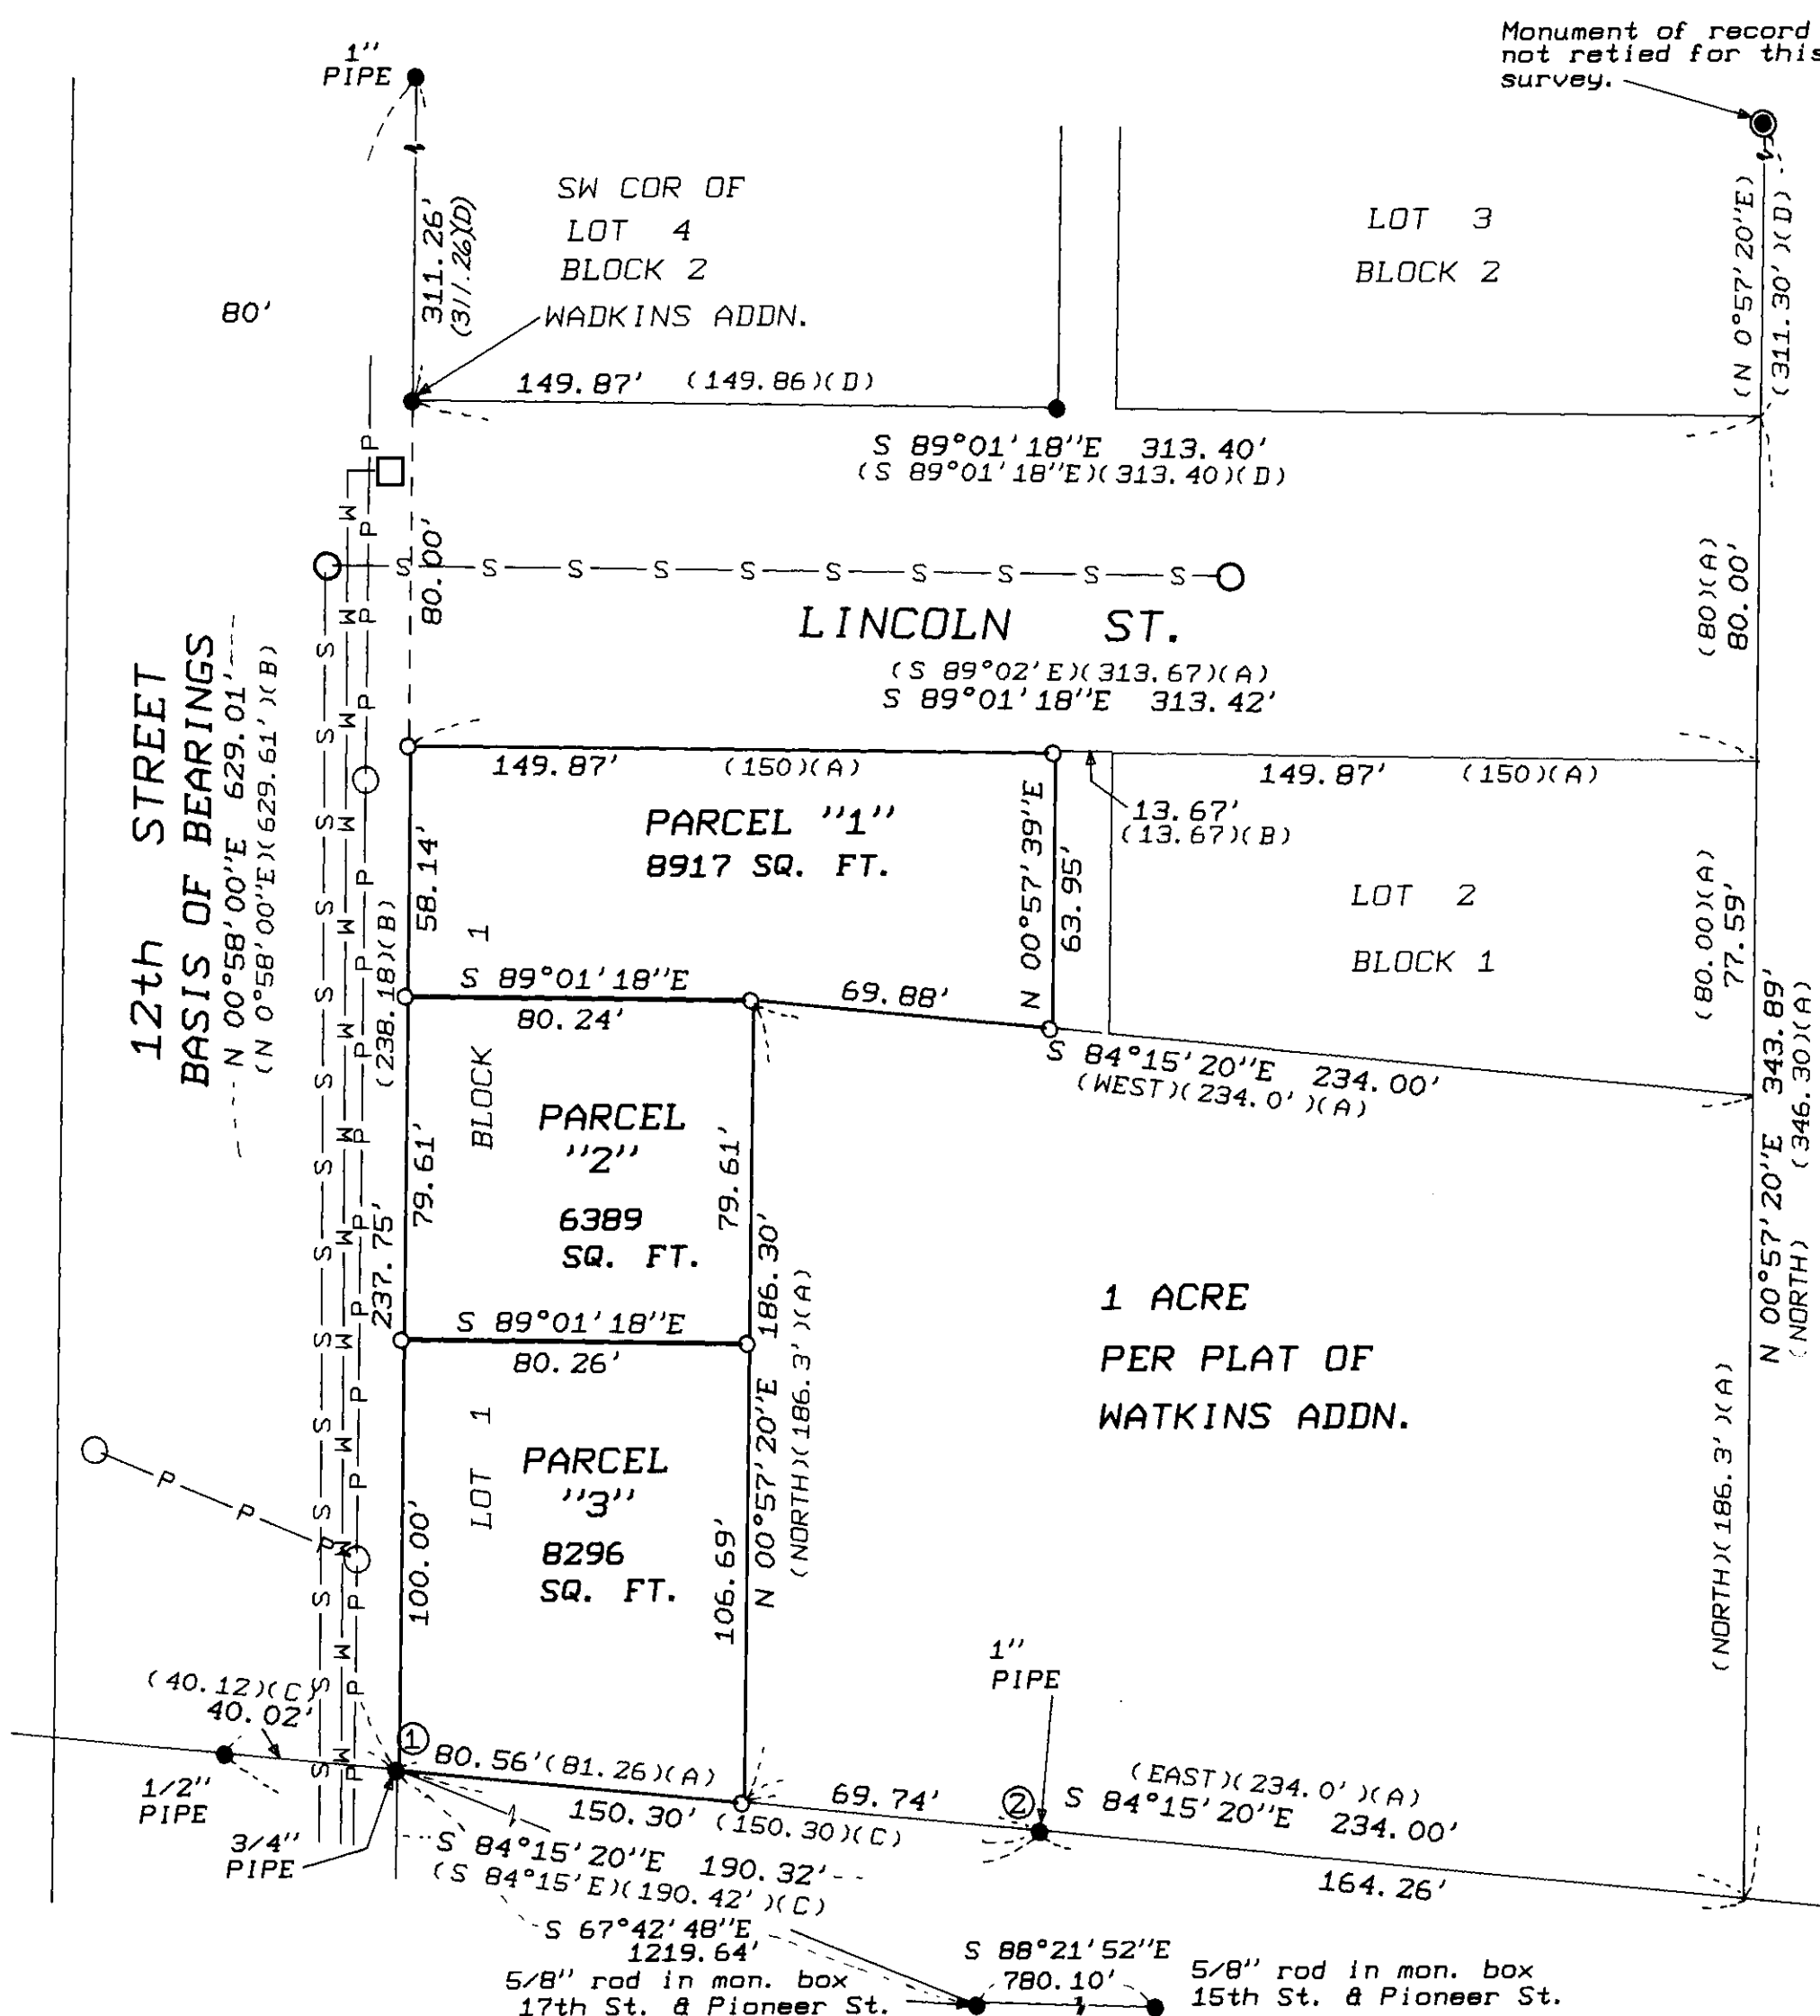 Monument of record
not retied for this
survey.
1"
PIPE
311.26'
(311.26)(D)
SW COR OF
LOT 4
BLOCK 2
WADKINS ADDN.
LOT 3
BLOCK 2
(N 0°57'20"E)
(311.30')(D)
80'
149.87' (149.86)(D)
S 89°01'18"E 313.40'
(S 89°01'18"E)(313.40)(D)
80.00'
(80)(A)
80.00'
LINCOLN ST.
(S 89°02'E)(313.67)(A)
S 89°01'18"E 313.42'
12th STREET
BASIS OF BEARINGS
N 00°58'00"E 629.01'
(N 0°58'00"E)(629.61')(B)
149.87' (150)(A)
149.87' (150)(A)
13.67'
(13.67)(B)
PARCEL "1"
8917 SQ. FT.
58.14'
(238.18)(B)
N 00°57'39"E
63.95'
LOT 2
BLOCK 1
(80.00)(A)
77.59'
S 89°01'18"E
80.24'
69.88'
S 84°15'20"E 234.00'
(WEST)(234.0')(A)
BLOCK 1
PARCEL
"2"
6389
SQ. FT.
79.61'
79.61'
237.75'
186.30'
(NORTH)(186.3')(A)
N 00°57'20"E
N 00°57'20"E 343.89'
(NORTH) (346.30)(A)
S 89°01'18"E
80.26'
1 ACRE
PER PLAT OF
WATKINS ADDN.
LOT 1
PARCEL
"3"
8296
SQ. FT.
100.00'
106.69'
(NORTH)(186.3')(A)
1"
PIPE
(40.12)(C)
40.02'
1
80.56'(81.26)(A)
69.74'
2
(EAST)(234.0')(A)
S 84°15'20"E 234.00'
1/2"
PIPE
3/4"
PIPE
150.30' (150.30)(C)
S 84°15'20"E 190.32'
(S 84°15'E)(190.42')(C)
164.26'
S 67°42'48"E
1219.64'
S 88°21'52"E
780.10'
5/8" rod in mon. box
17th St. & Pioneer St.
5/8" rod in mon. box
15th St. & Pioneer St.